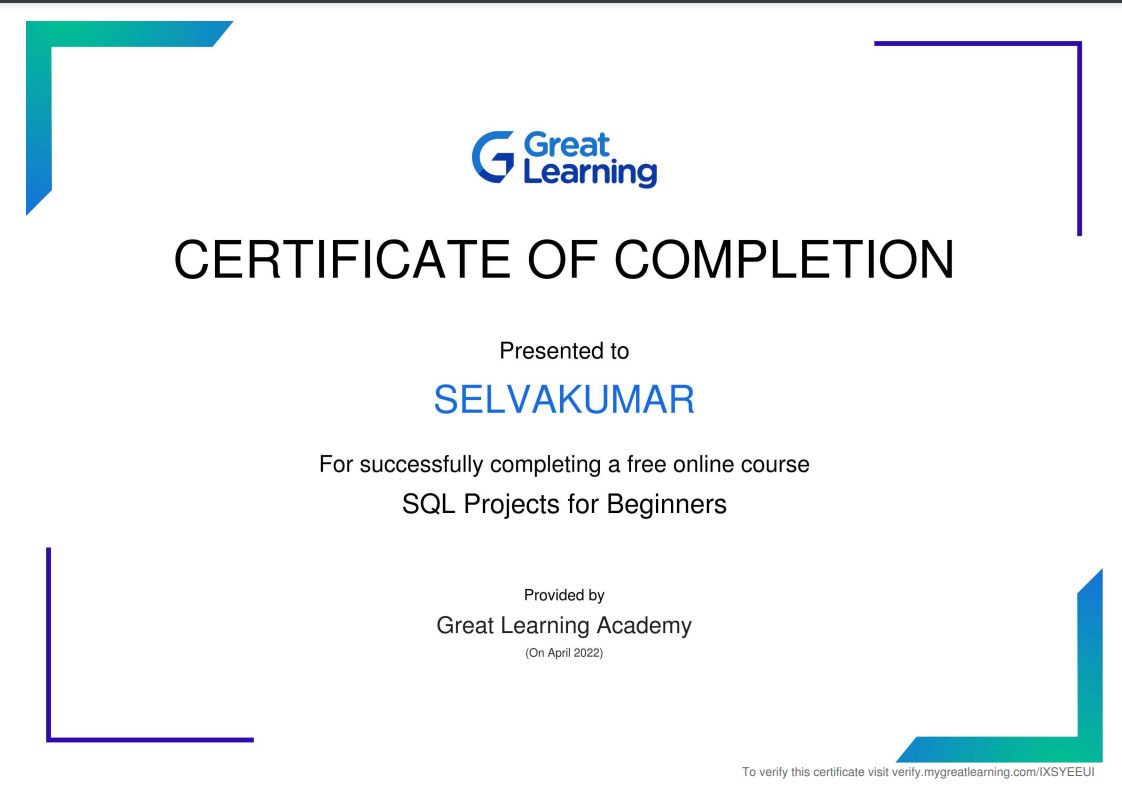 Great
Learning
CERTIFICATE OF COMPLETION
Presented to
SELVAKUMAR
For successfully completing a free online course
SQL Projects for Beginners
Provided by
Great Learning Academy
(On April 2022)
To verify this certificate visit verify.mygreatlearning.com/IXSYEEUI